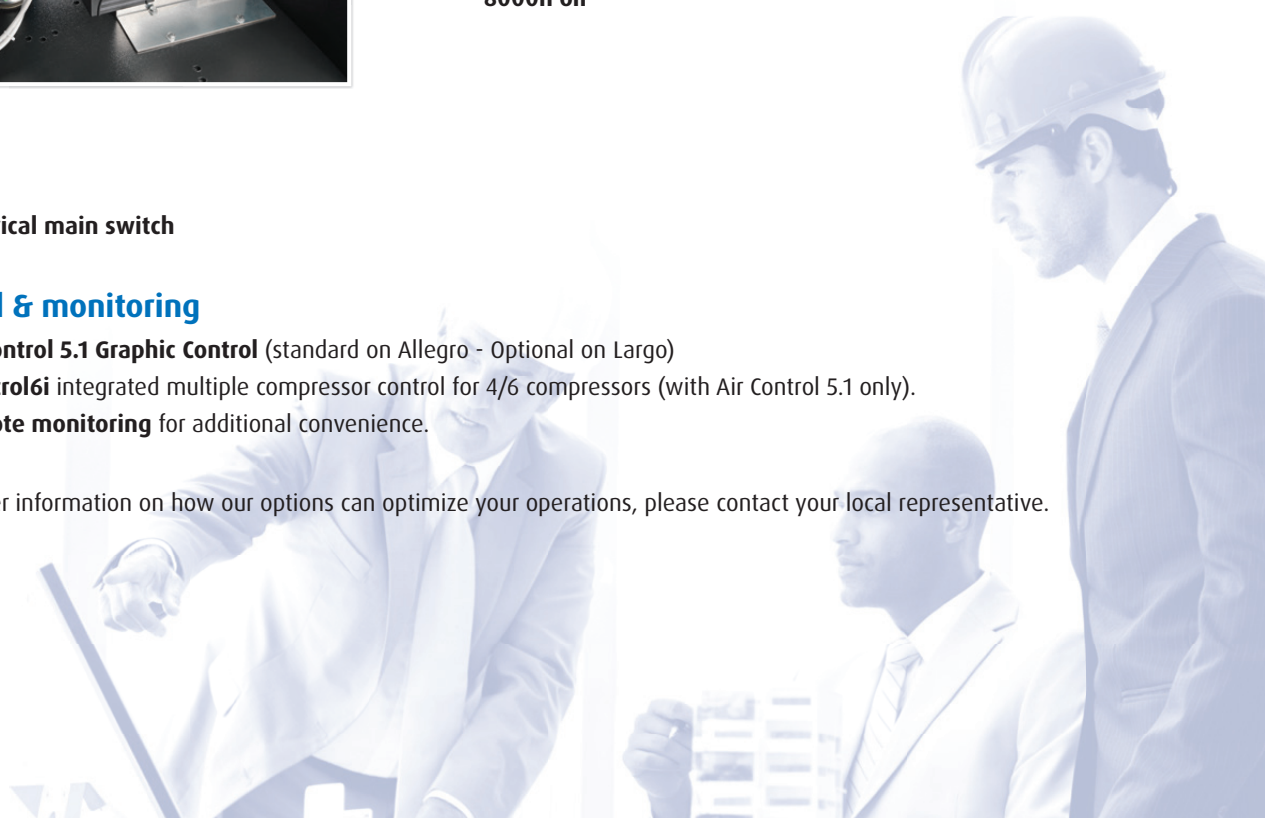 8000h oil
ical main switch
l & monitoring
ontrol 5.1 Graphic Control (standard on Allegro - Optional on Largo)
trol6i integrated multiple compressor control for 4/6 compressors (with Air Control 5.1 only).
ote monitoring for additional convenience.
er information on how our options can optimize your operations, please contact your local representative.